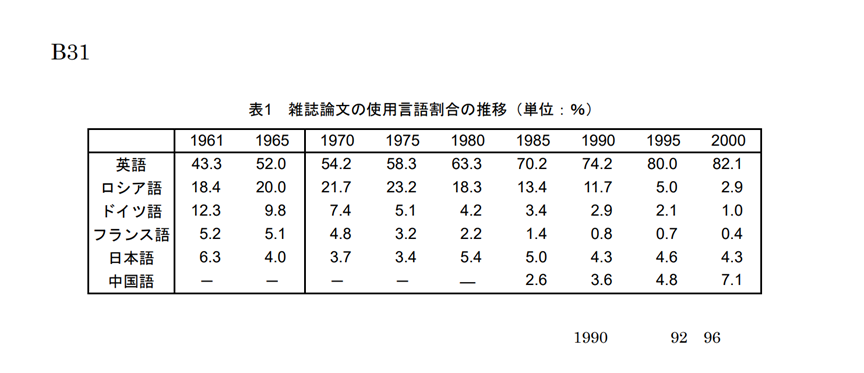 B31
表1　雑誌論文の使用言語割合の推移（単位：％）
1961 1965 1970 1975 1980 1985 1990 1995 2000
英語 43.3 52.0 54.2 58.3 63.3 70.2 74.2 80.0 82.1
ロシア語 18.4 20.0 21.7 23.2 18.3 13.4 11.7 5.0 2.9
ドイツ語 12.3 9.8 7.4 5.1 4.2 3.4 2.9 2.1 1.0
フランス語 5.2 5.1 4.8 3.2 2.2 1.4 0.8 0.7 0.4
日本語 6.3 4.0 3.7 3.4 5.4 5.0 4.3 4.6 4.3
中国語 ― ― ― ― ― 2.6 3.6 4.8 7.1
1990 92 96